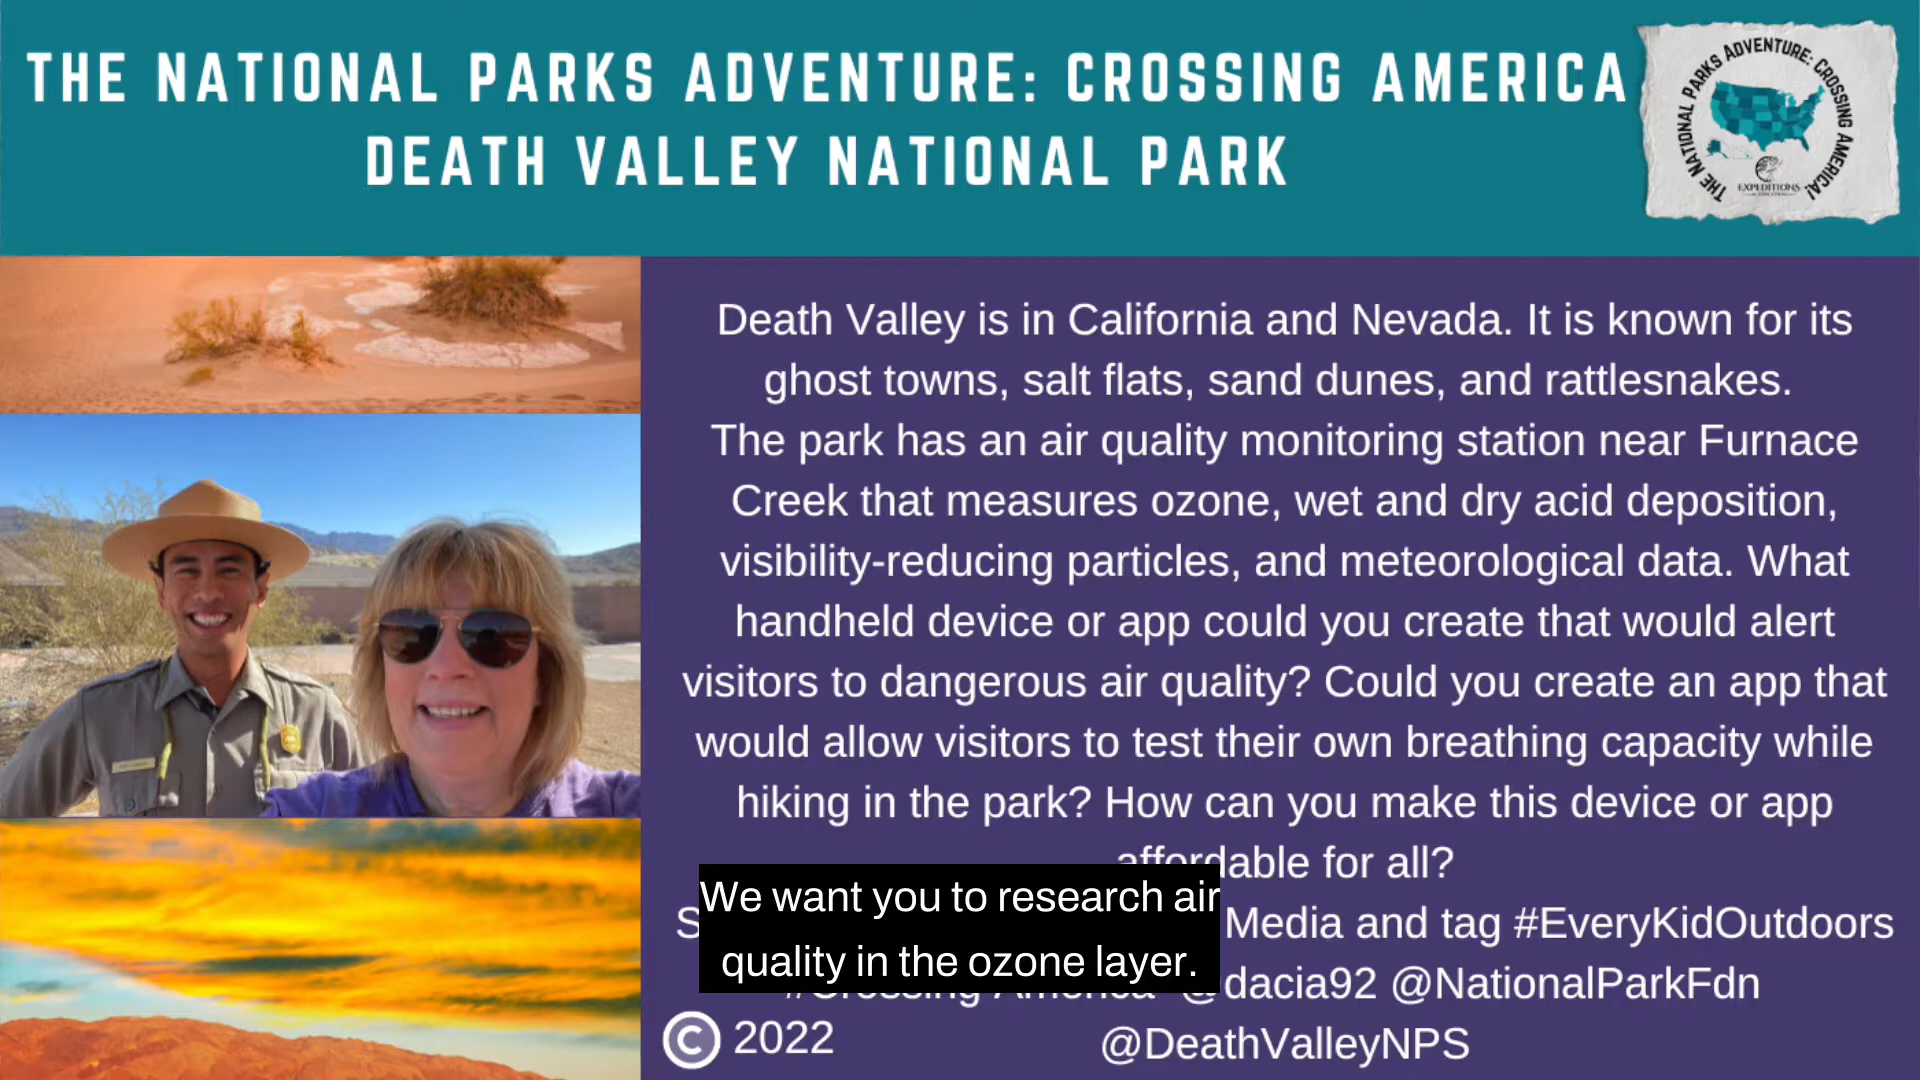 THE NATIONAL PARKS ADVENTURE: CROSSING AMERICA
DEATH VALLEY NATIONAL PARK
THE NATIONAL PARKS ADVENTURE: CROSSING AMERICA!
EXPEDITIONS
Death Valley is in California and Nevada. It is known for its
ghost towns, salt flats, sand dunes, and rattlesnakes.
The park has an air quality monitoring station near Furnace
Creek that measures ozone, wet and dry acid deposition,
visibility-reducing particles, and meteorological data. What
handheld device or app could you create that would alert
visitors to dangerous air quality? Could you create an app that
would allow visitors to test their own breathing capacity while
hiking in the park? How can you make this device or app
affordable for all?
We want you to research air
quality in the ozone layer.
Media and tag #EveryKidOutdoors
#Crossing America @dacia92 @NationalParkFdn
© 2022
@DeathValleyNPS